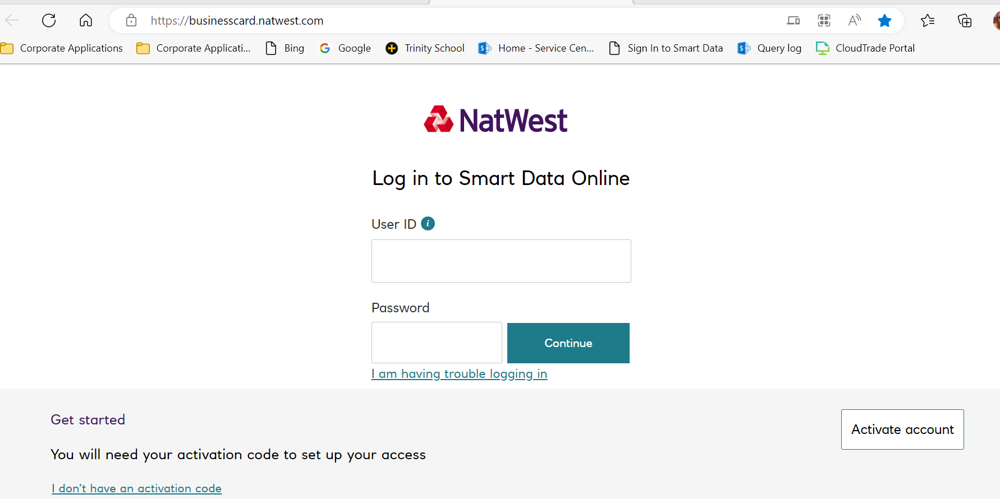 https://businesscard.natwest.com
Corporate Applications Corporate Applicati... Bing Google Trinity School Home - Service Cen... Sign In to Smart Data Query log CloudTrade Portal
NatWest
Log in to Smart Data Online
User ID
Password
Continue
I am having trouble logging in
Get started
Activate account
You will need your activation code to set up your access
I don't have an activation code